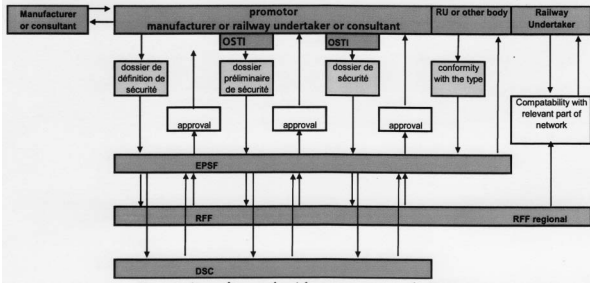 Manufacturer
or consultant
promotor
manufacturer or railway undertaker or consultant
RU or other body
Railway
Undertaker
OSTI
OSTI
dossier de
définition de
sécurité
dossier
préliminaire
de sécurité
dossier de
sécurité
conformity
with the type
approval
approval
approval
Compatability with
relevant part of
network
EPSF
RFF
RFF regional
DSC